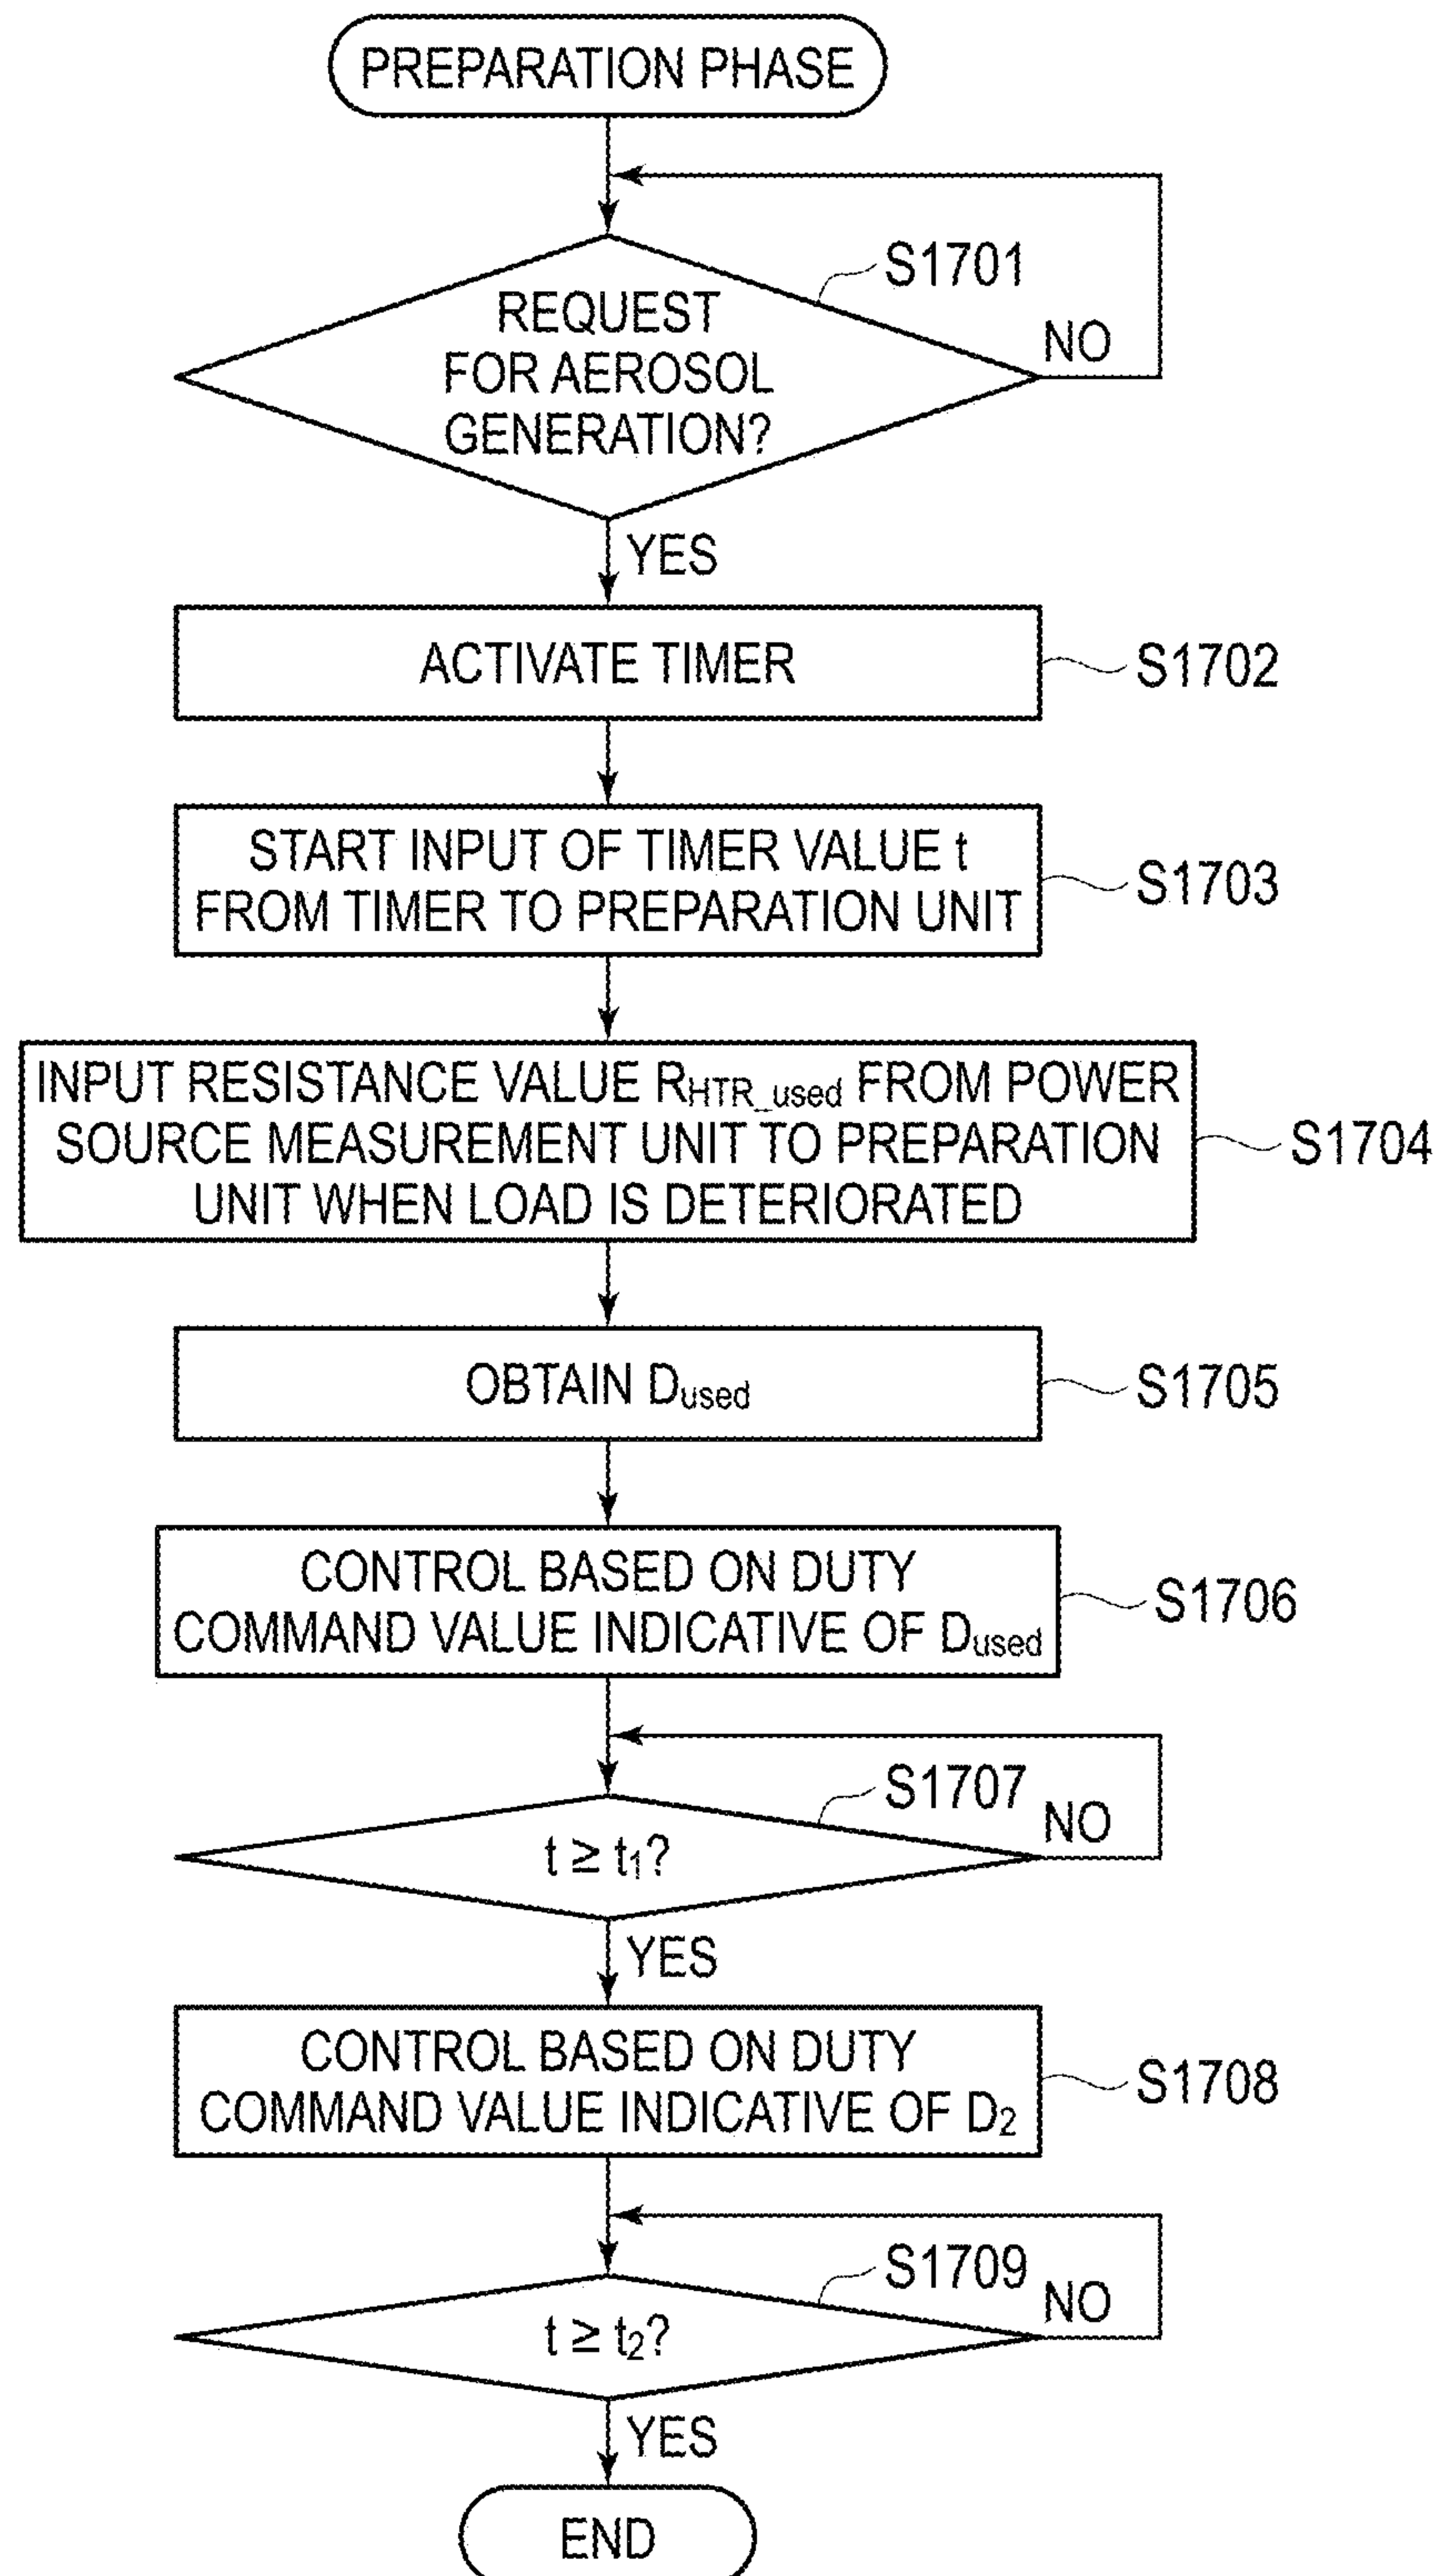 PREPARATION PHASE
S1701
REQUEST
FOR AEROSOL
GENERATION?
NO
YES
ACTIVATE TIMER
S1702
START INPUT OF TIMER VALUE t
FROM TIMER TO PREPARATION UNIT
S1703
INPUT RESISTANCE VALUE R_HTR_used FROM POWER
SOURCE MEASUREMENT UNIT TO PREPARATION
UNIT WHEN LOAD IS DETERIORATED
S1704
OBTAIN D_used
S1705
CONTROL BASED ON DUTY
COMMAND VALUE INDICATIVE OF D_used
S1706
S1707
t ≥ t₁?
NO
YES
CONTROL BASED ON DUTY
COMMAND VALUE INDICATIVE OF D₂
S1708
S1709
t ≥ t₂?
NO
YES
END